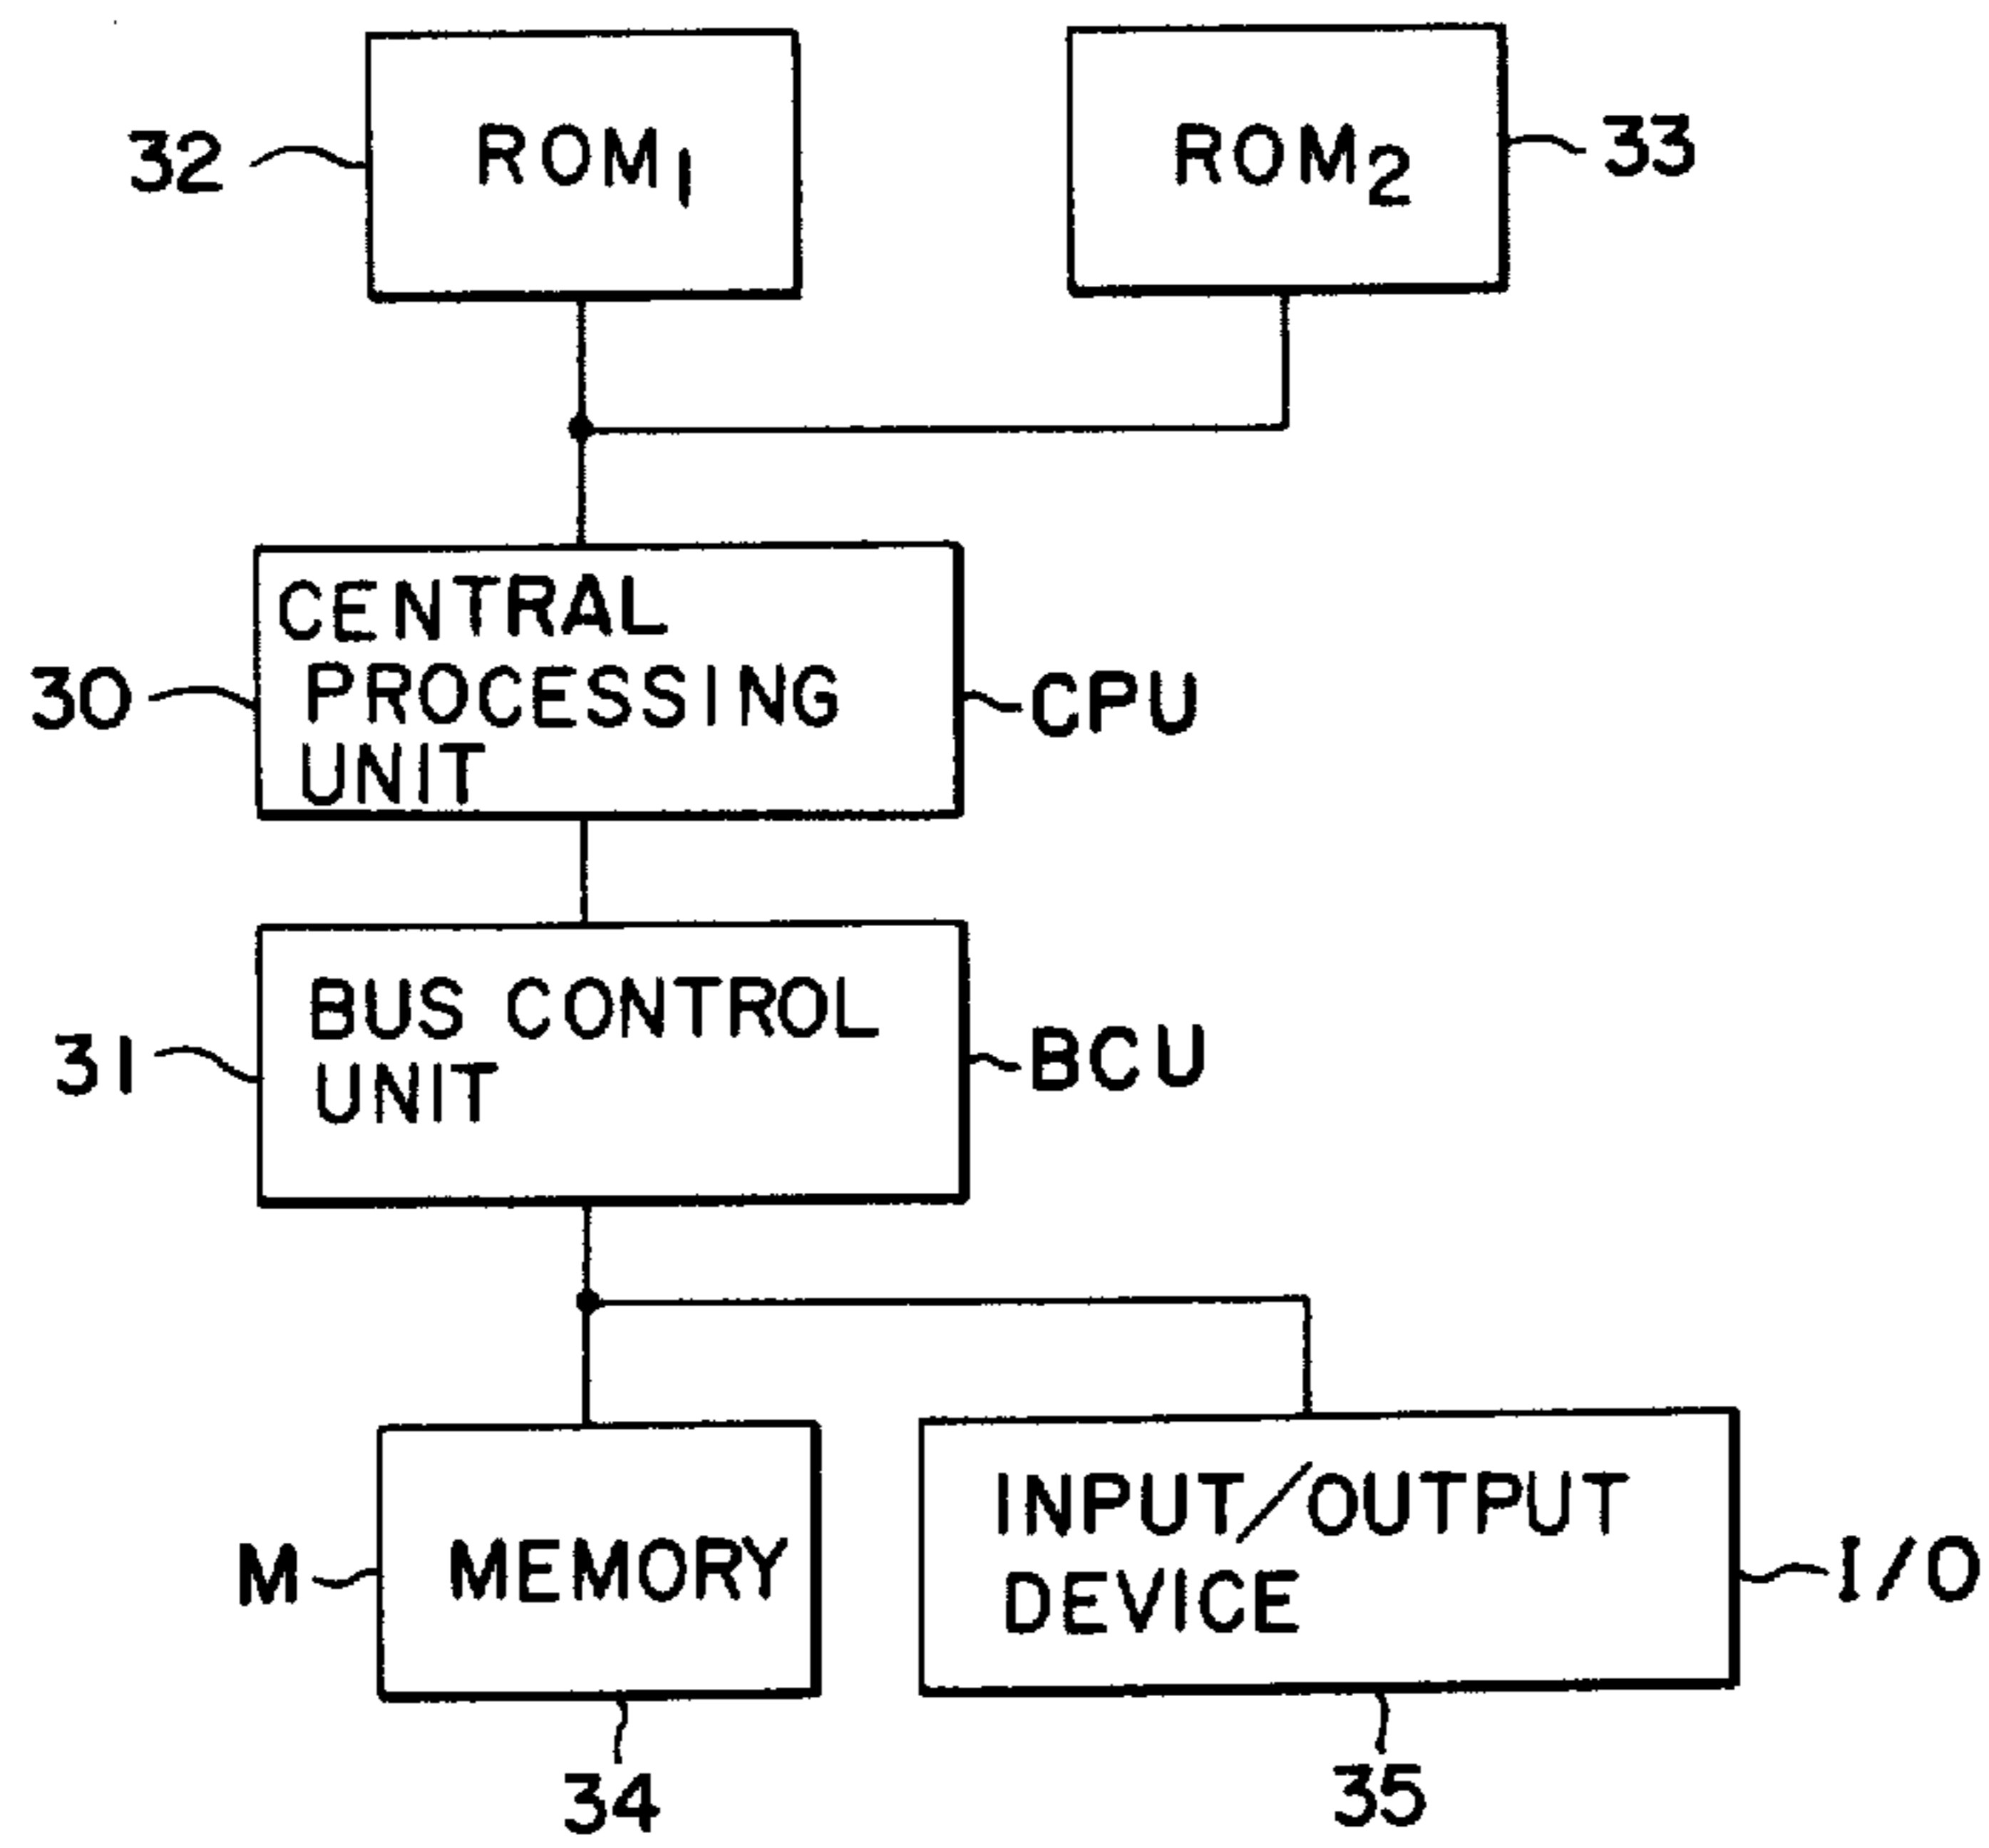 32 ROM1 ROM2 33
CENTRAL
30 PROCESSING CPU
UNIT
BUS CONTROL
31 UNIT BCU
INPUT/OUTPUT
M MEMORY I/O
DEVICE
34 35